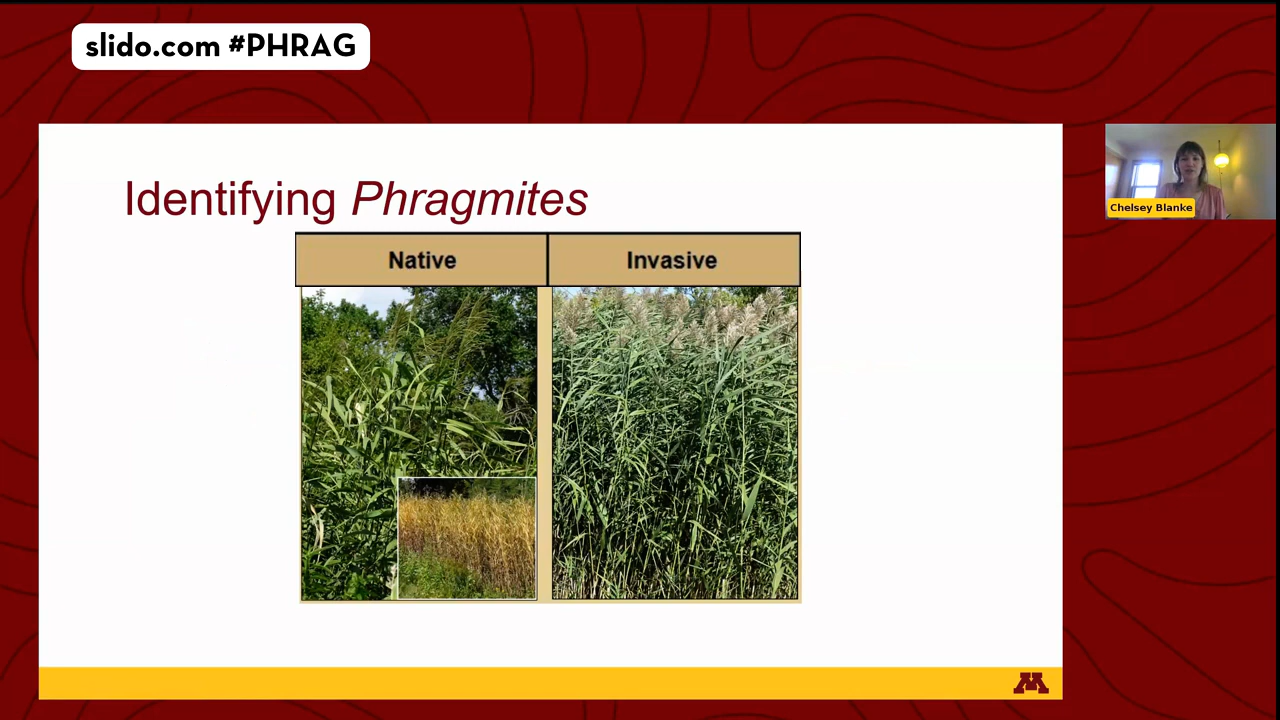 slido.com #PHRAG
Identifying Phragmites
Native
Invasive
Chelsey Blanke
M